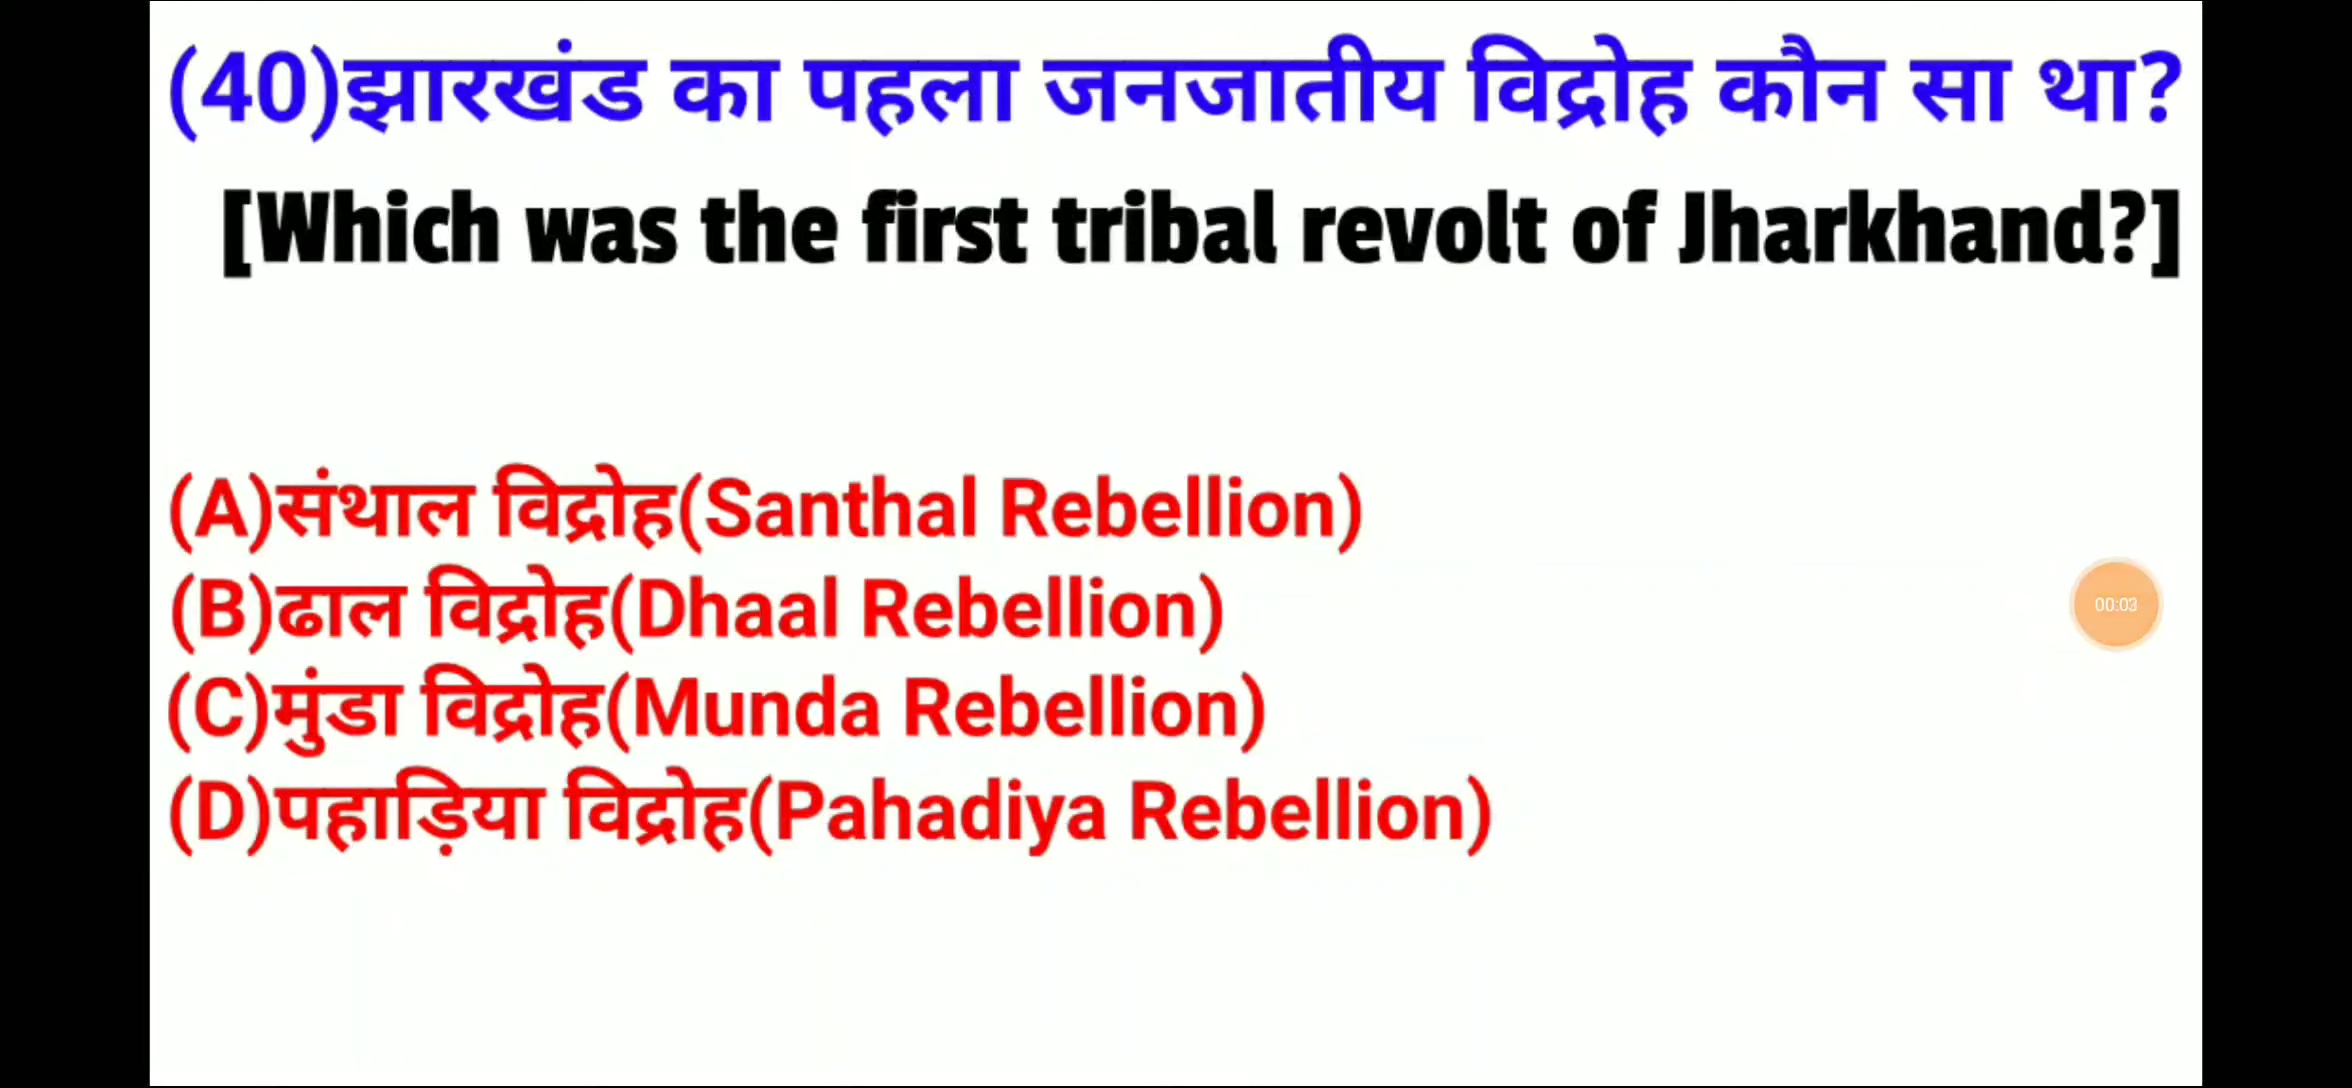 (40)झारखंड का पहला जनजातीय विद्रोह कौन सा था?
[Which was the first tribal revolt of Jharkhand?]
(A)संथाल विद्रोह(Santhal Rebellion)
(B)ढाल विद्रोह(Dhaal Rebellion)
00:03
(C)मुंडा विद्रोह(Munda Rebellion)
(D)पहाड़िया विद्रोह(Pahadiya Rebellion)